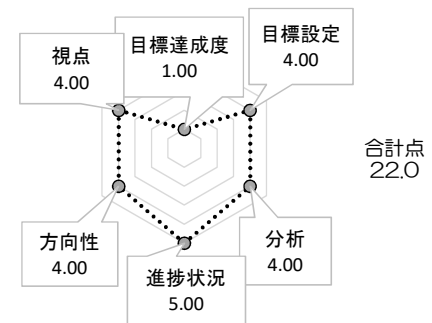 目標達成度
1.00
目標設定
4.00
視点
4.00
合計点
22.0
方向性
4.00
分析
4.00
進捗状況
5.00